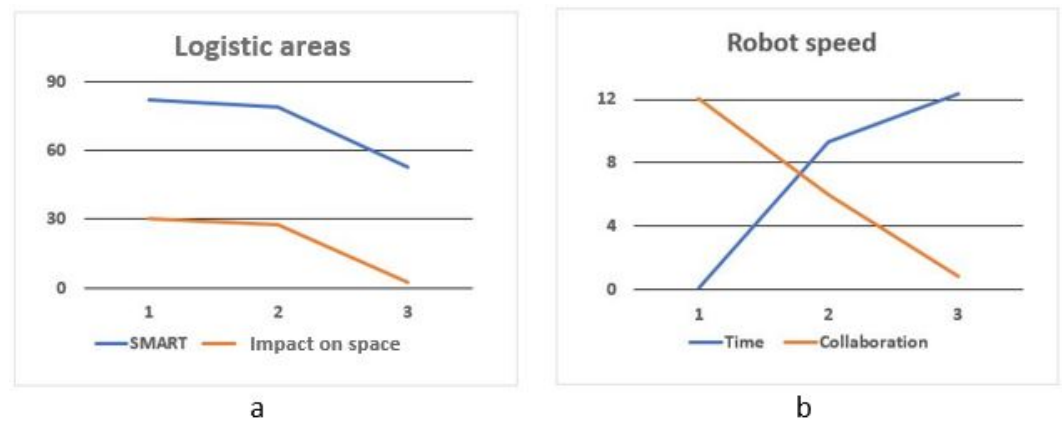 Logistic areas
90
60
30
0
1 2 3
SMART Impact on space
a
Robot speed
12
8
4
0
1 2 3
Time Collaboration
b